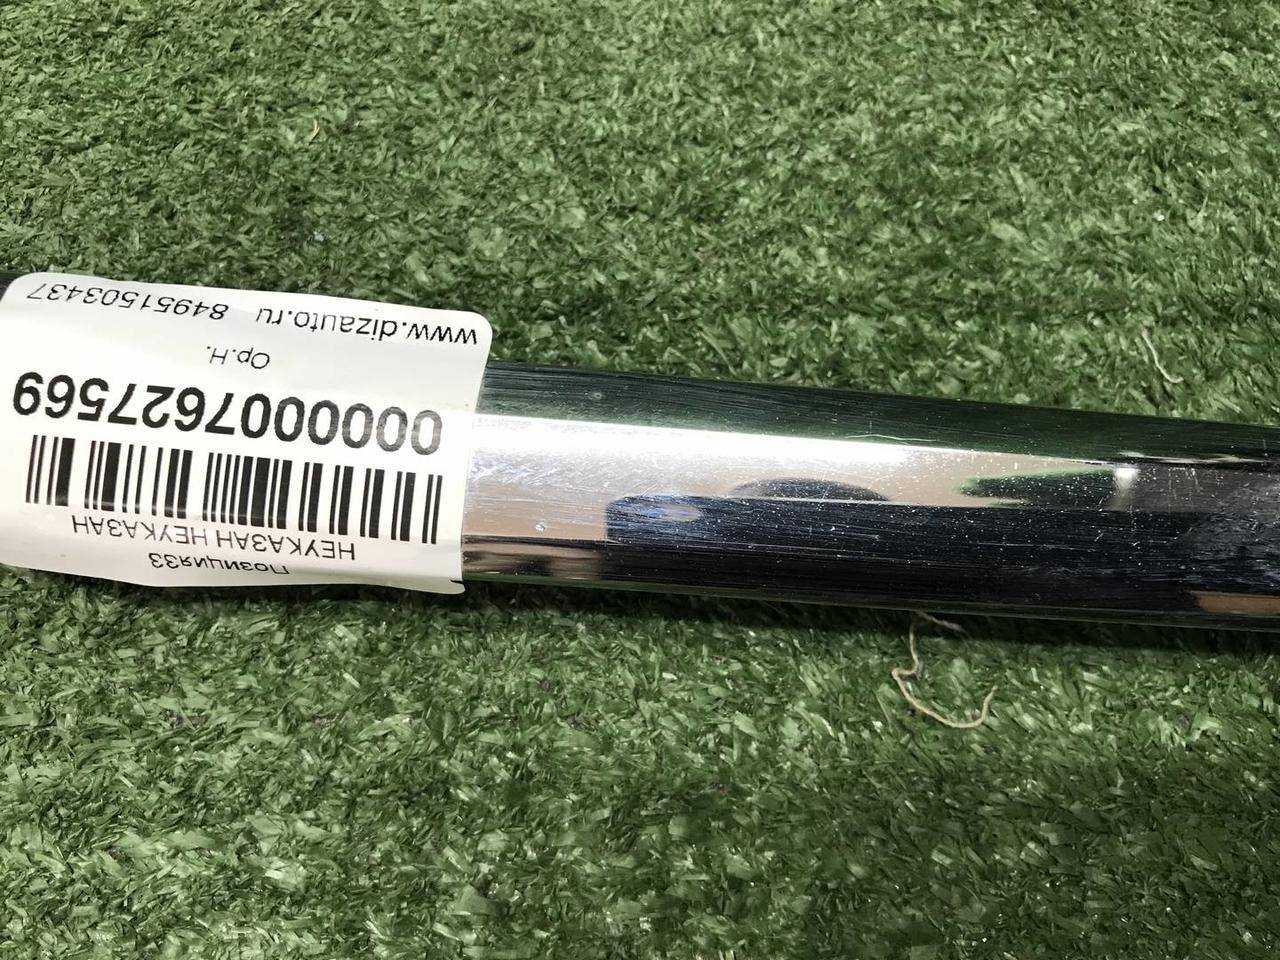 Позиция33
НЕУКАЗАН НЕУКАЗАН
0000007627569
Ор.Н.
www.dizauto.ru 84951503437